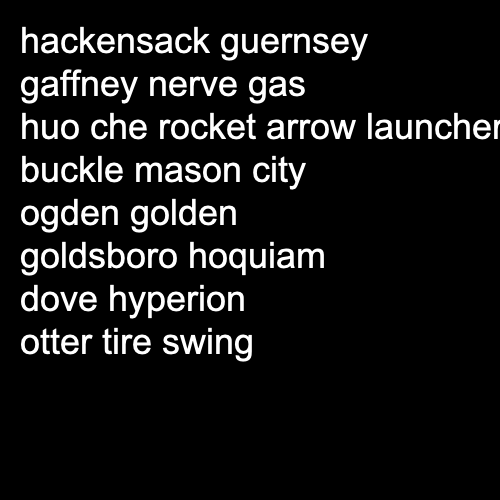 hackensack guernsey
gaffney nerve gas
huo che rocket arrow launcher
buckle mason city
ogden golden
goldsboro hoquiam
dove hyperion
otter tire swing